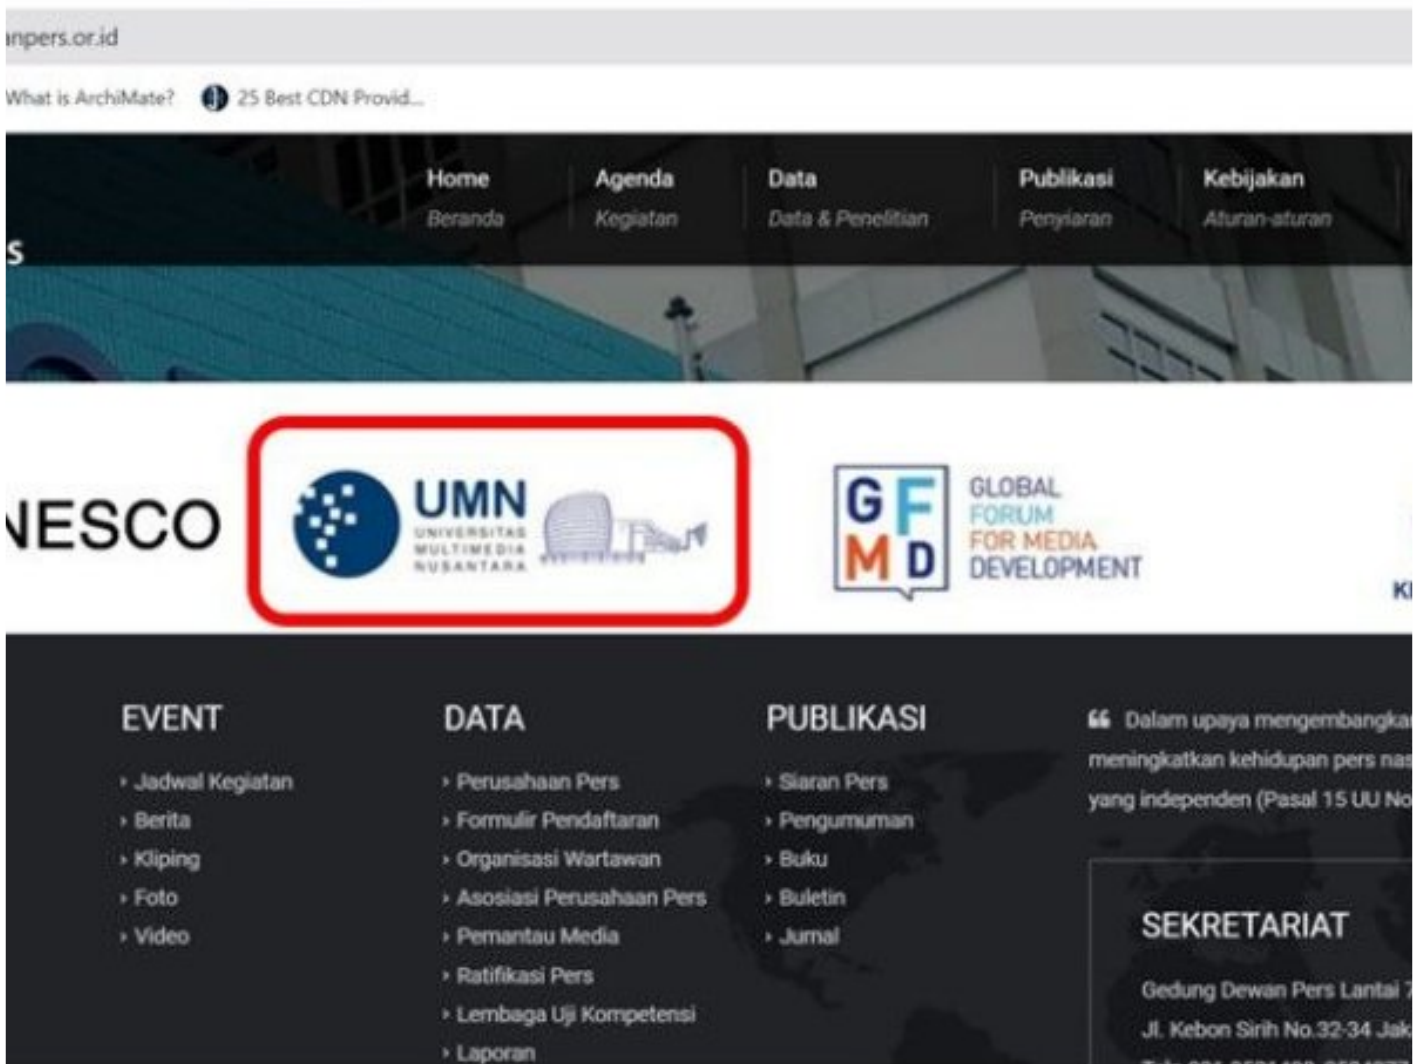 anpers.or.id
What is ArchiMate? 25 Best CDN Provid...
Home Agenda Data Publikasi Kebijakan
Beranda Kegiatan Data & Penelitian Penyiaran Aturan-aturan
s
NESCO
UMN
UNIVERSITAS
MULTIMEDIA
NUSANTARA
GFMD
GLOBAL
FORUM
FOR MEDIA
DEVELOPMENT
EVENT
› Jadwal Kegiatan
› Berita
› Kliping
› Foto
› Video
DATA
› Perusahaan Pers
› Formulir Pendaftaran
› Organisasi Wartawan
› Asosiasi Perusahaan Pers
› Pemantau Media
› Ratifikasi Pers
› Lembaga Uji Kompetensi
› Laporan
PUBLIKASI
› Siaran Pers
› Pengumuman
› Buku
› Buletin
› Jurnal
Dalam upaya mengembangkan
meningkatkan kehidupan pers nas
yang independen (Pasal 15 UU No
SEKRETARIAT
Gedung Dewan Pers Lantai 7
Jl. Kebon Sirih No.32-34 Jak